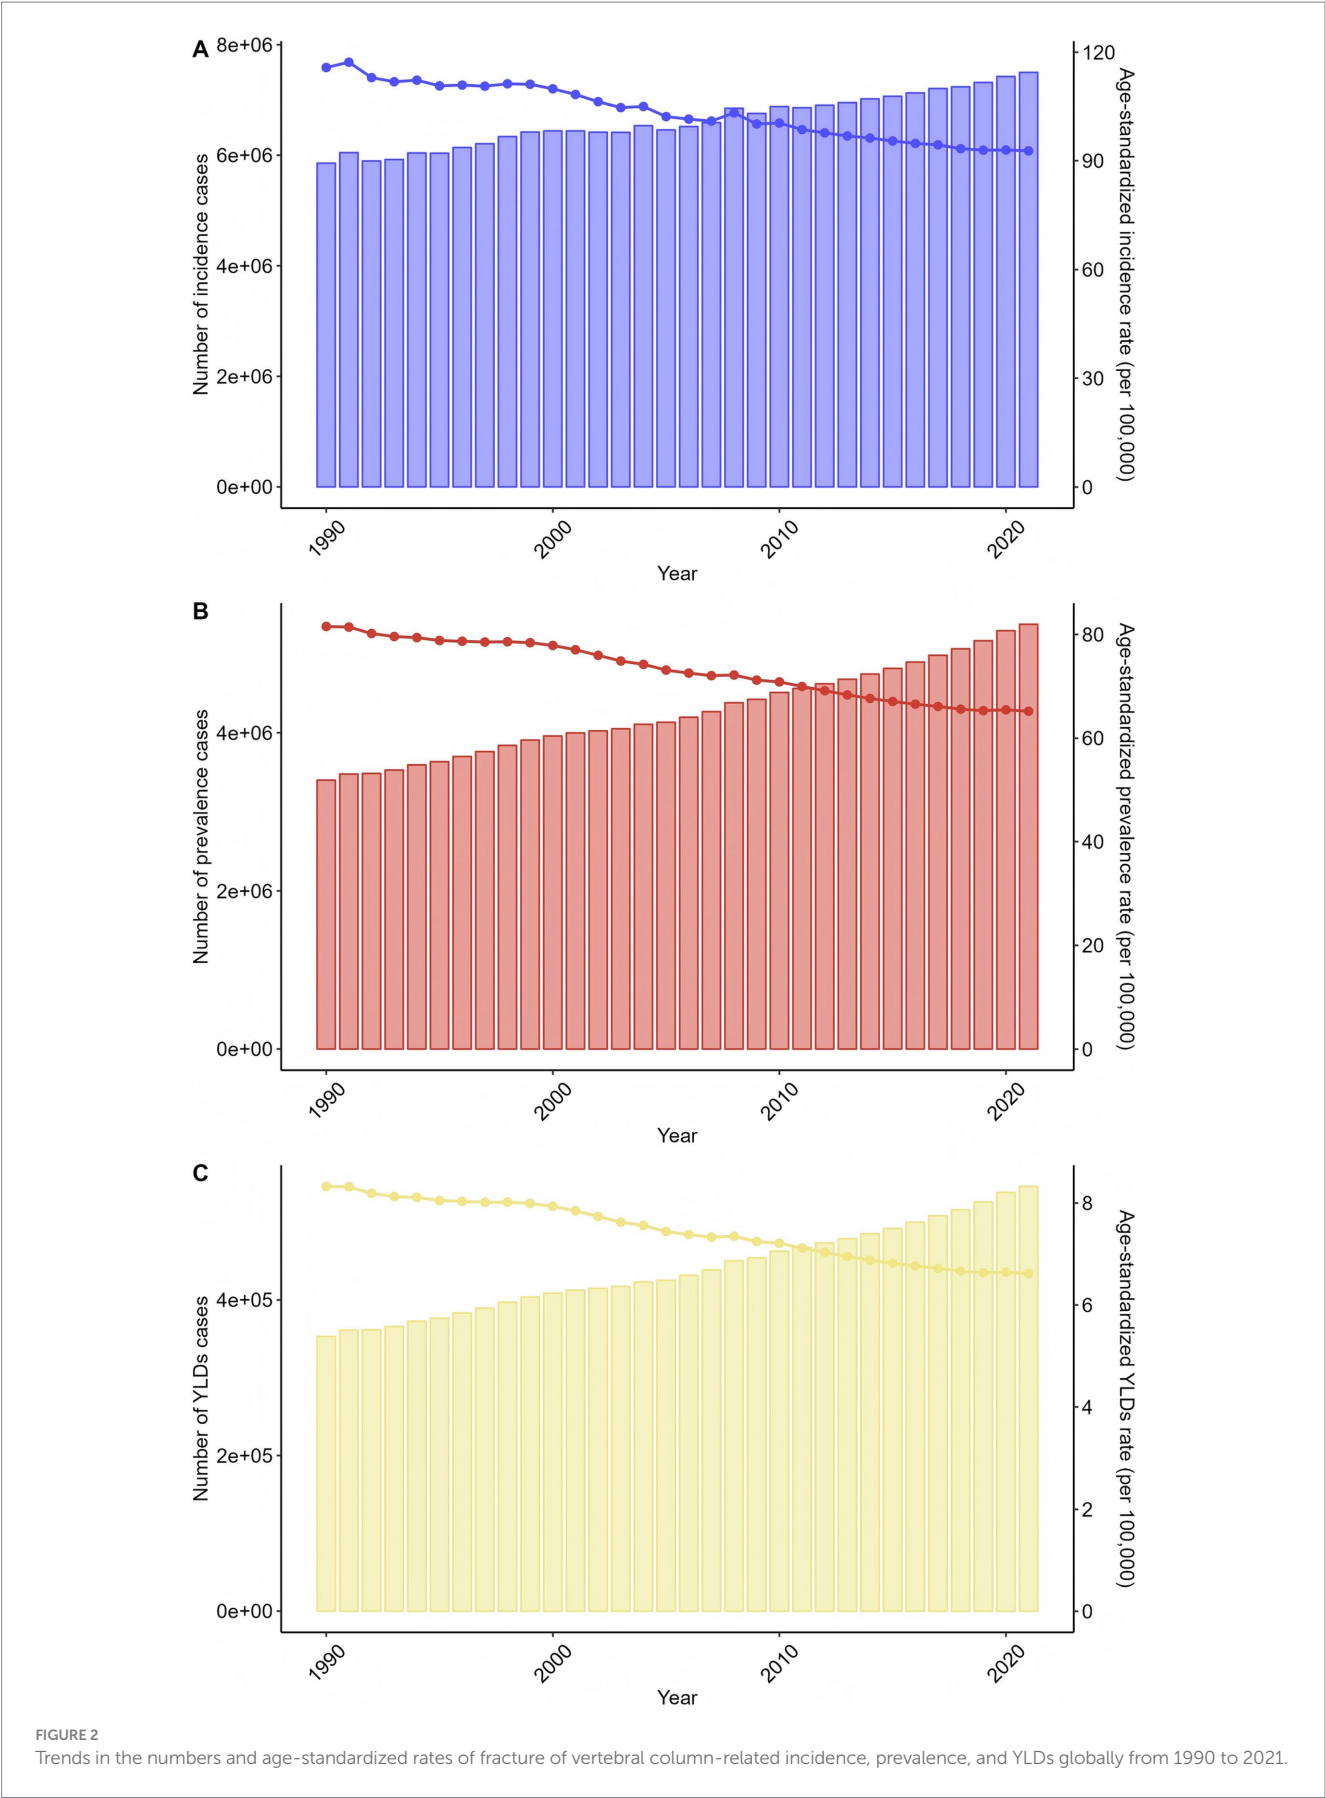 A
8e+06
6e+06
4e+06
2e+06
0e+00
Number of incidence cases
120
90
60
30
0
Age-standardized incidence rate (per 100,000)
1990
2000
2010
2020
Year
B
4e+06
2e+06
0e+00
Number of prevalence cases
80
60
40
20
0
Age-standardized prevalence rate (per 100,000)
1990
2000
2010
2020
Year
C
4e+05
2e+05
0e+00
Number of YLDs cases
8
6
4
2
0
Age-standardized YLDs rate (per 100,000)
1990
2000
2010
2020
Year
FIGURE 2
Trends in the numbers and age-standardized rates of fracture of vertebral column-related incidence, prevalence, and YLDs globally from 1990 to 2021.